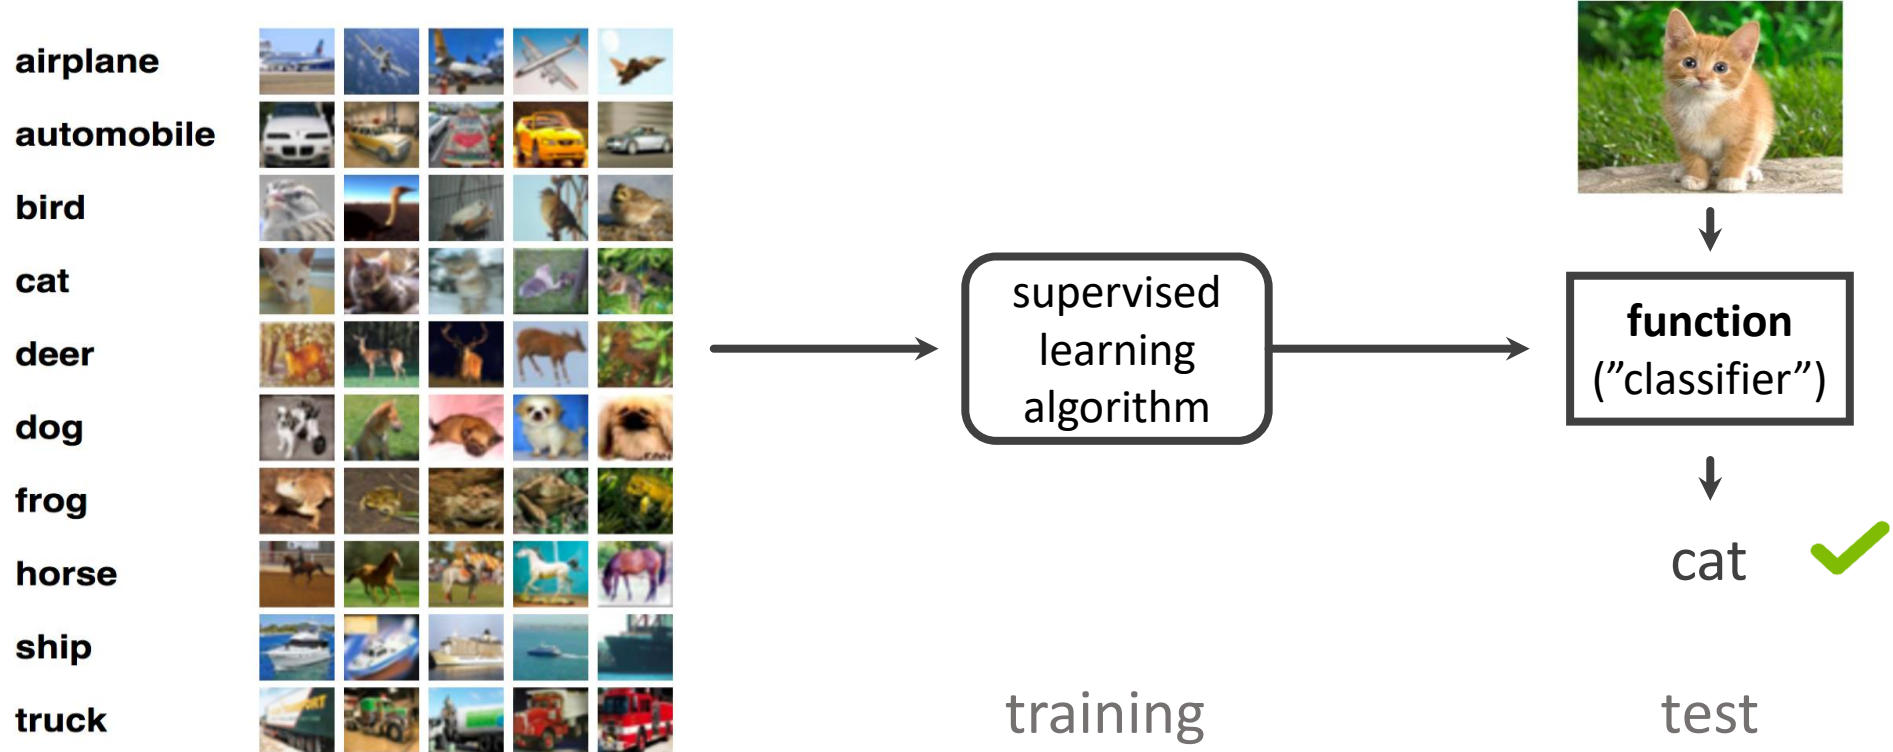 airplane
automobile
bird
cat
deer
dog
frog
horse
ship
truck
supervised
learning
algorithm
function
(”classifier”)
cat
training
test